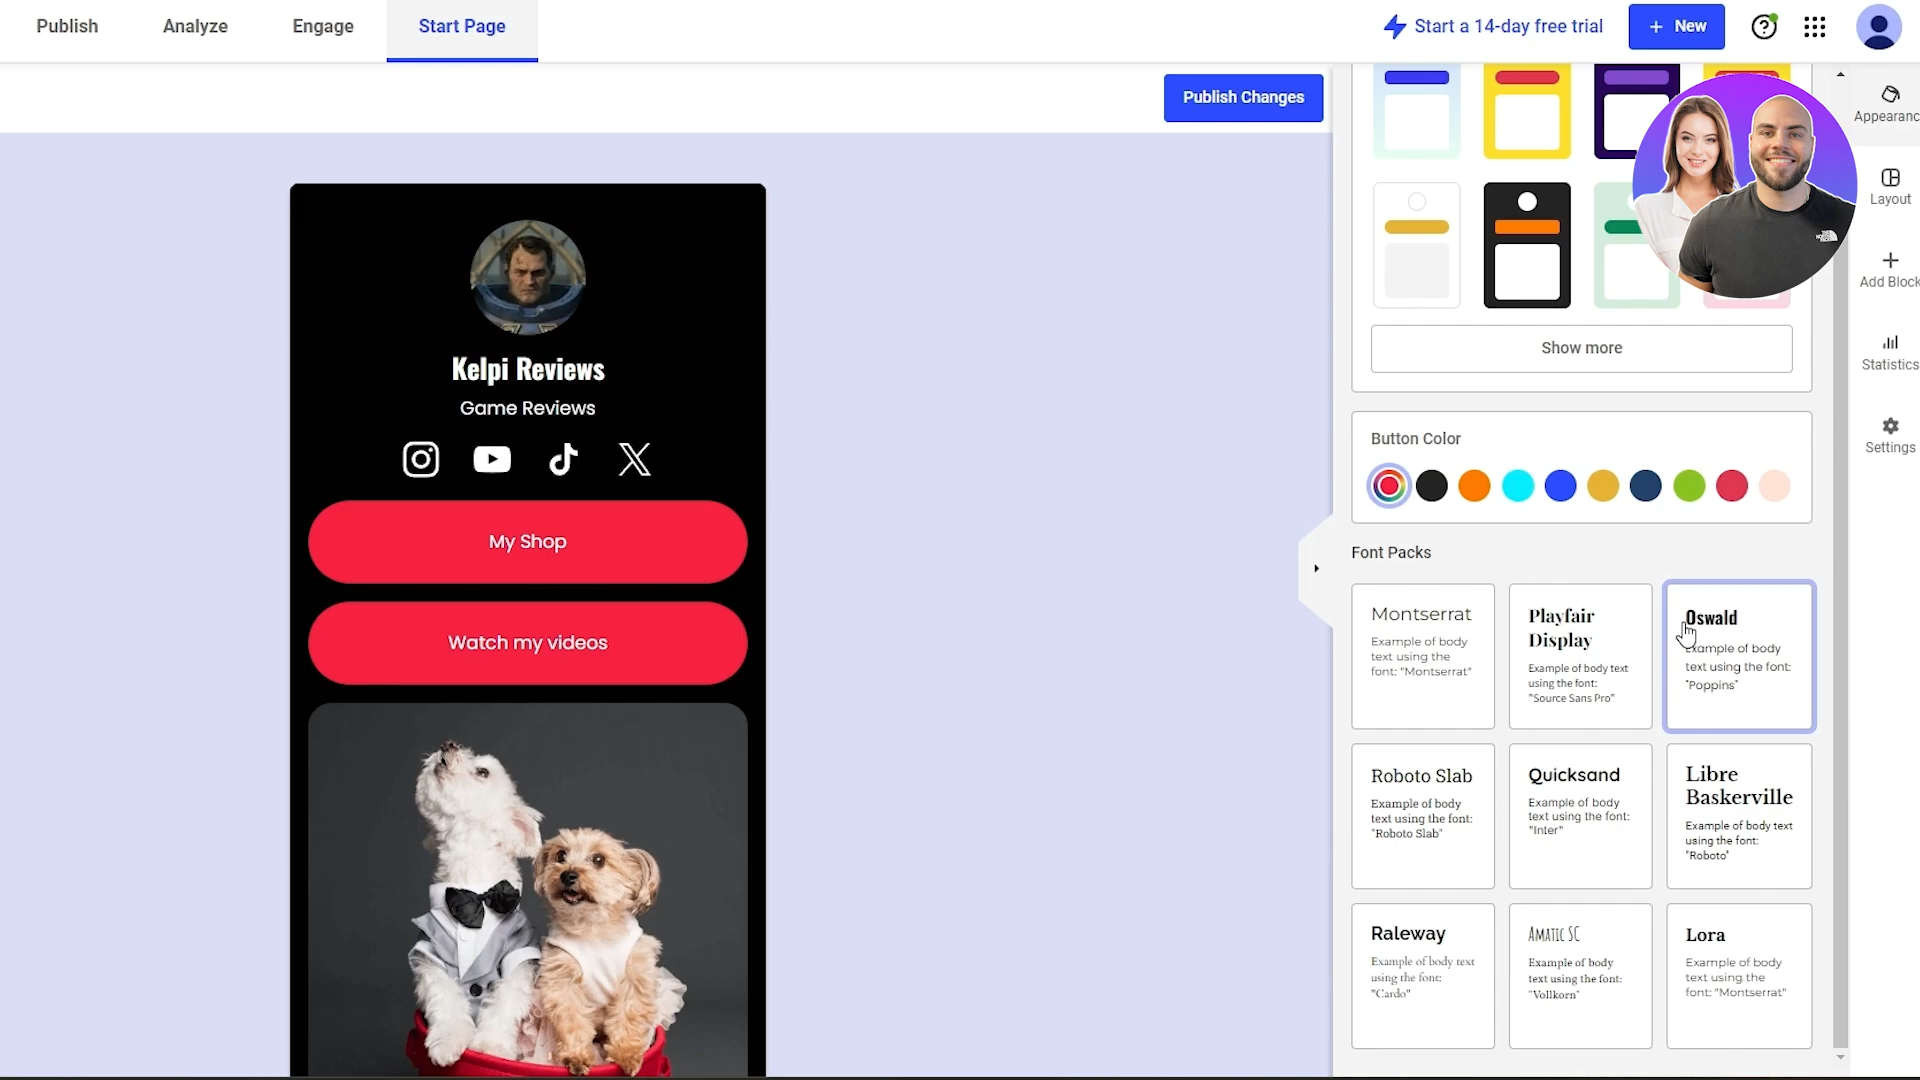 Publish
Analyze
Engage
Start Page
Start a 14-day free trial
+ New
Publish Changes
Appearanc
Layout
Add Block
Statistics
Settings
Kelpi Reviews
Game Reviews
My Shop
Watch my videos
Show more
Button Color
Font Packs
Montserrat
Example of body
text using the
font: "Montserrat"
Playfair
Display
Example of body text
using the font:
"Source Sans Pro"
Oswald
Example of body
text using the font:
"Poppins"
Roboto Slab
Example of body
text using the font:
"Roboto Slab"
Quicksand
Example of body
text using the font:
"Inter"
Libre
Baskerville
Example of body text
using the font:
"Roboto"
Raleway
Example of body text
using the font:
"Cardo"
Amatic SC
Example of body
text using the font:
"Vollkorn"
Lora
Example of body
text using the
font: "Montserrat"